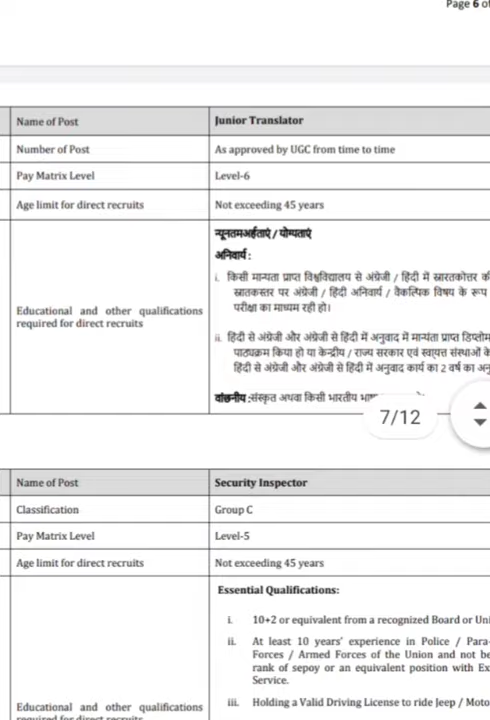 Page 6 of
Name of Post Junior Translator
Number of Post As approved by UGC from time to time
Pay Matrix Level Level-6
Age limit for direct recruits Not exceeding 45 years
न्यूनतमअर्हताएं / योग्यताएं
अनिवार्य :
i. किसी मान्यता प्राप्त विश्वविद्यालय से अंग्रेजी / हिंदी में स्नातकोत्तर
स्नातकस्तर पर अंग्रेजी / हिंदी अनिवार्य / वैकल्पिक विषय के रूप
परीक्षा का माध्यम रही हो।
Educational and other qualifications
required for direct recruits
ii. हिंदी से अंग्रेजी और अंग्रेजी से हिंदी में अनुवाद में मान्यता प्राप्त
पाठ्यक्रम किया हो या केन्द्रीय / राज्य सरकार एवं स्वायत्त संस्थाओं
हिंदी से अंग्रेजी और अंग्रेजी से हिंदी में अनुवाद कार्य का 2 वर्ष का
वांछनीय :संस्कृत अथवा किसी भारतीय
7/12
Name of Post Security Inspector
Classification Group C
Pay Matrix Level Level-5
Age limit for direct recruits Not exceeding 45 years
Essential Qualifications:
i. 10+2 or equivalent from a recognized Board or
ii. At least 10 years' experience in Police / Para-
Forces / Armed Forces of the Union and not
rank of sepoy or an equivalent position with
Service.
iii. Holding a Valid Driving License to ride Jeep /
Educational and other qualifications
required for direct recruits